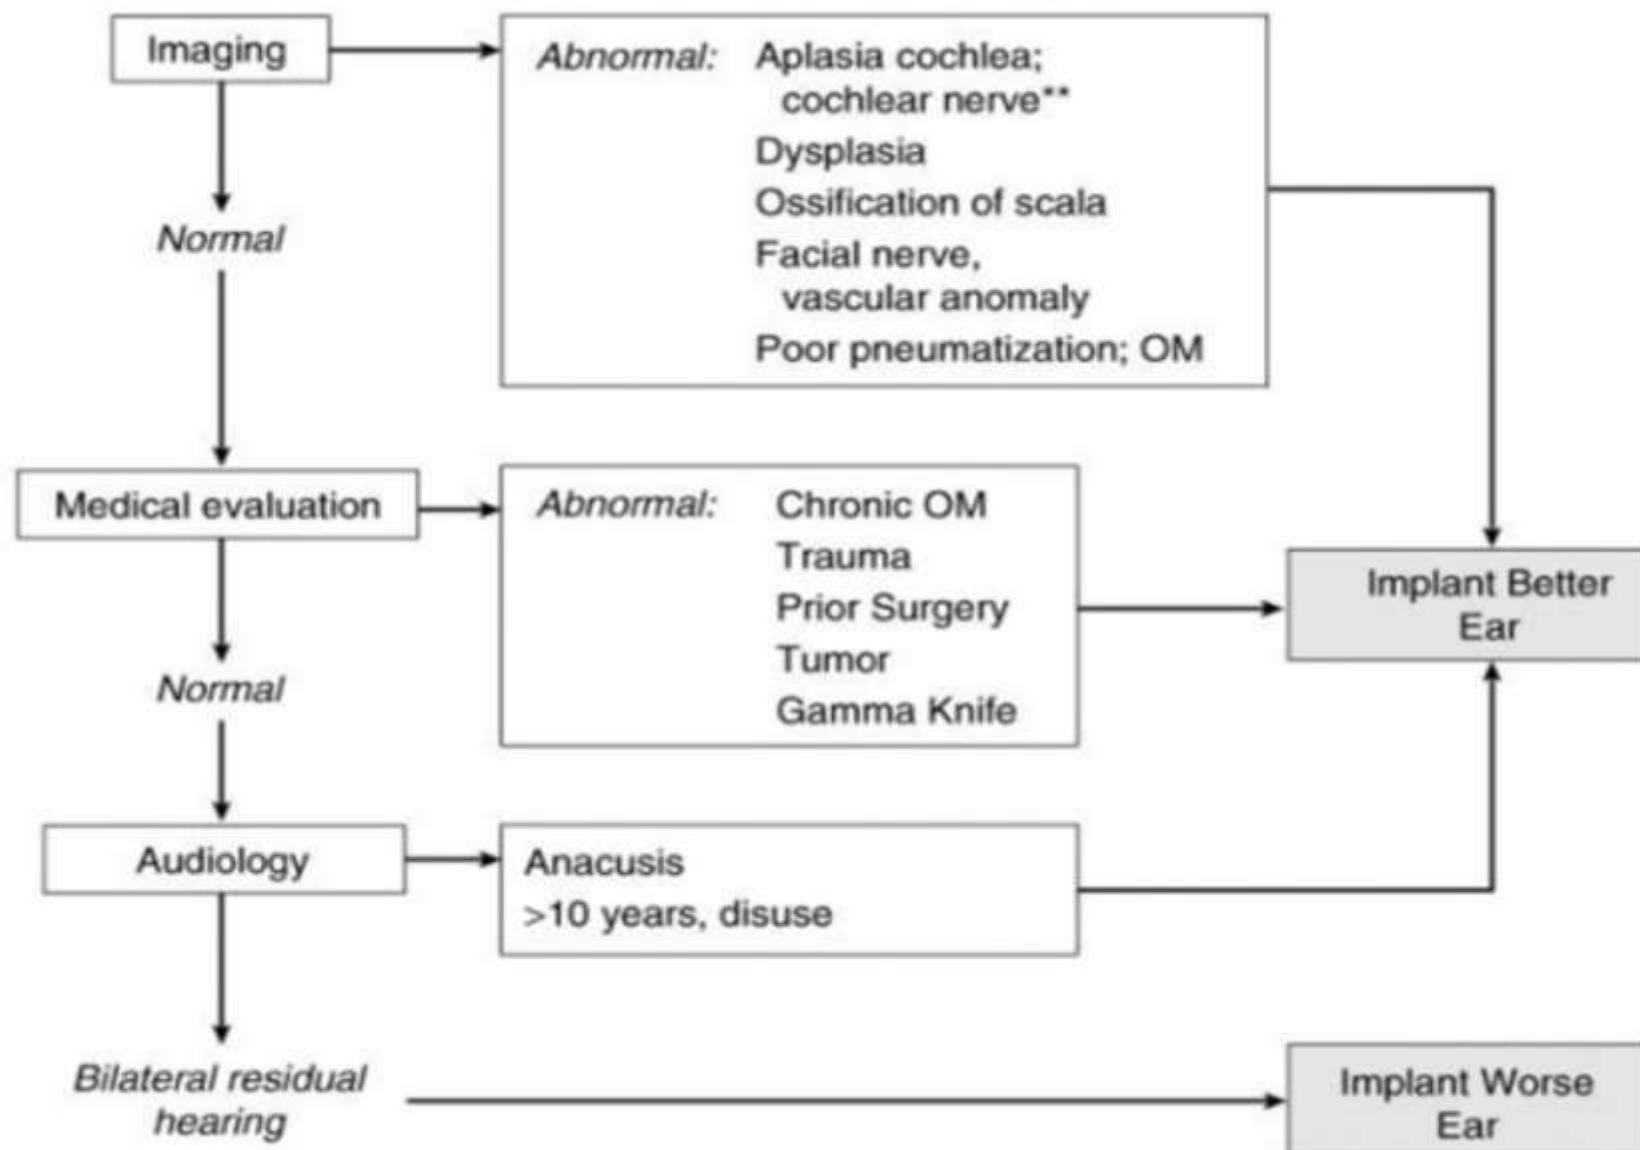 Imaging
Abnormal: Aplasia cochlea;
cochlear nerve**
Dysplasia
Ossification of scala
Facial nerve,
vascular anomaly
Poor pneumatization; OM
Normal
Medical evaluation
Abnormal: Chronic OM
Trauma
Prior Surgery
Tumor
Gamma Knife
Implant Better
Ear
Normal
Audiology
Anacusis
>10 years, disuse
Bilateral residual
hearing
Implant Worse
Ear